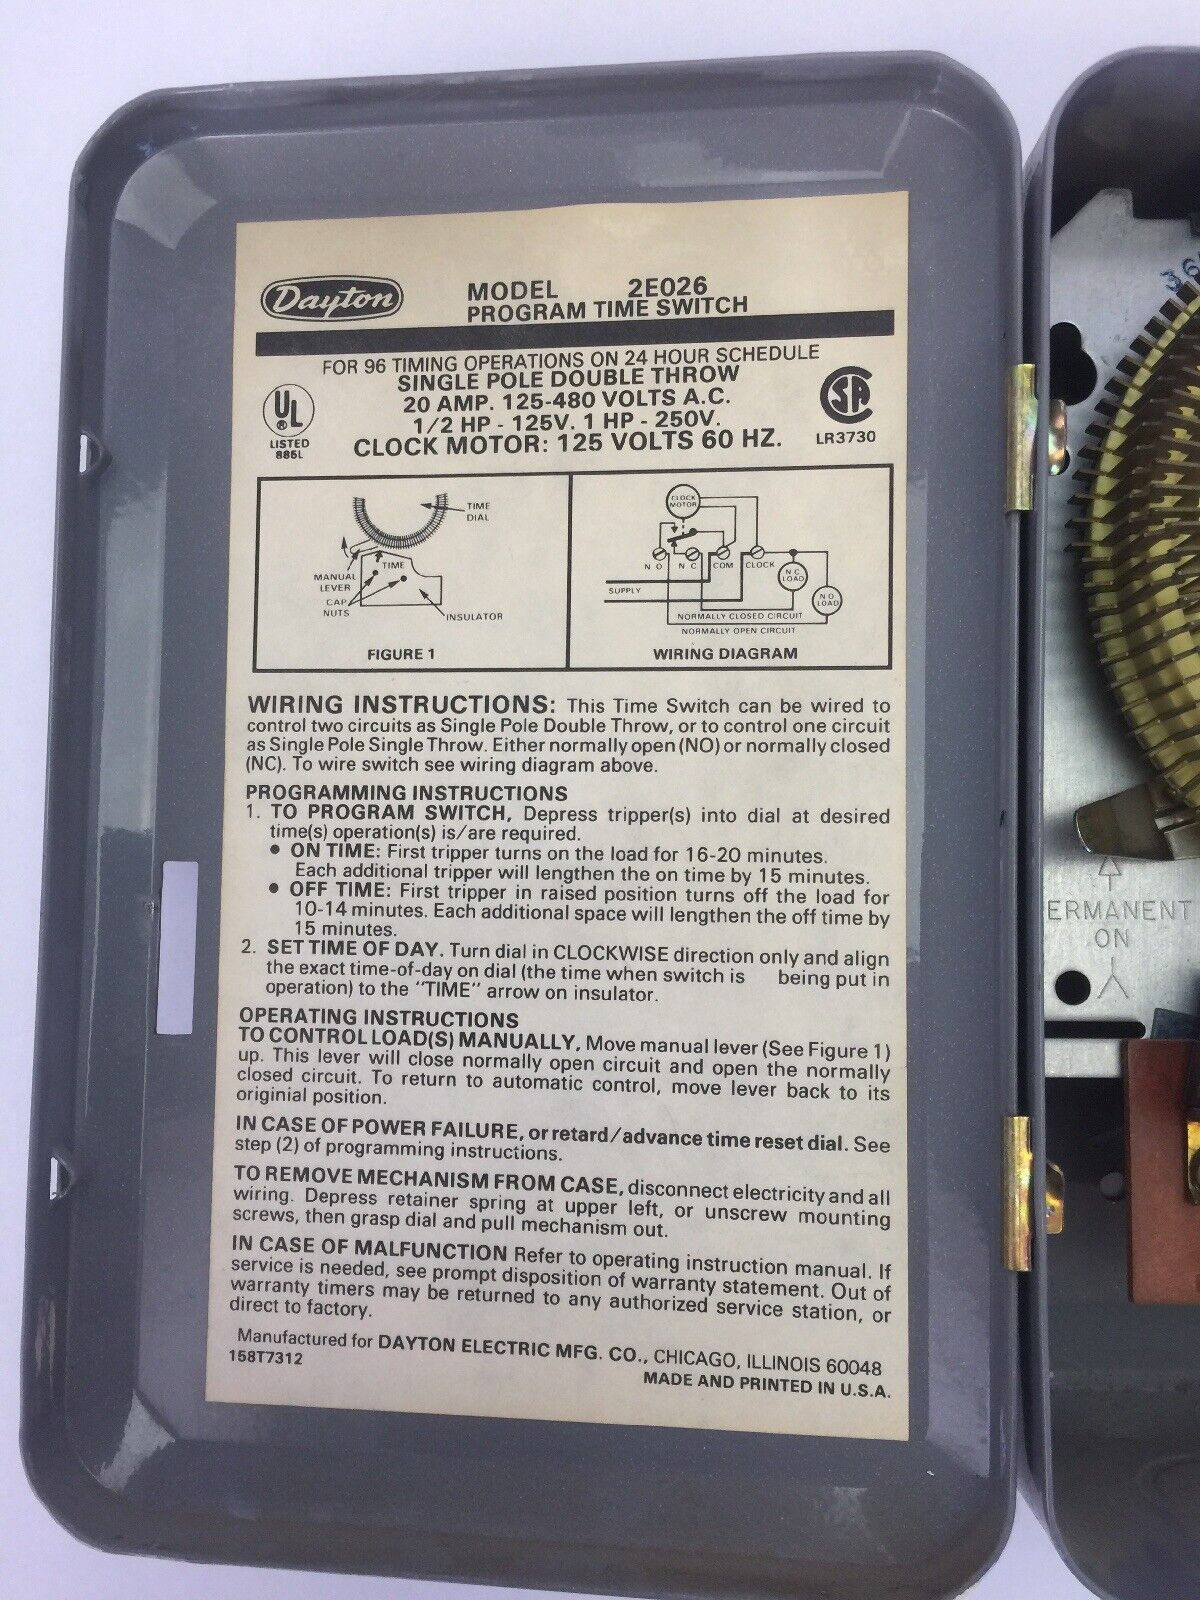 Dayton
MODEL 2E026
PROGRAM TIME SWITCH
FOR 96 TIMING OPERATIONS ON 24 HOUR SCHEDULE
SINGLE POLE DOUBLE THROW
20 AMP. 125-480 VOLTS A.C.
1/2 HP - 125V. 1 HP - 250V.
CLOCK MOTOR: 125 VOLTS 60 HZ.
UL
®
LISTED
885L
SA
LR3730
TIME
DIAL
TIME
MANUAL
LEVER
CAP
NUTS
INSULATOR
FIGURE 1
CLOCK
MOTOR
N O
N C
COM
CLOCK
SUPPLY
N C
LOAD
N O
LOAD
NORMALLY CLOSED CIRCUIT
NORMALLY OPEN CIRCUIT
WIRING DIAGRAM
WIRING INSTRUCTIONS: This Time Switch can be wired to
control two circuits as Single Pole Double Throw, or to control one circuit
as Single Pole Single Throw. Either normally open (NO) or normally closed
(NC). To wire switch see wiring diagram above.
PROGRAMMING INSTRUCTIONS
1. TO PROGRAM SWITCH, Depress tripper(s) into dial at desired
time(s) operation(s) is/are required.
• ON TIME: First tripper turns on the load for 16-20 minutes.
Each additional tripper will lengthen the on time by 15 minutes.
• OFF TIME: First tripper in raised position turns off the load for
10-14 minutes. Each additional space will lengthen the off time by
15 minutes.
2. SET TIME OF DAY. Turn dial in CLOCKWISE direction only and align
the exact time-of-day on dial (the time when switch is being put in
operation) to the "TIME" arrow on insulator.
OPERATING INSTRUCTIONS
TO CONTROL LOAD(S) MANUALLY, Move manual lever (See Figure 1)
up. This lever will close normally open circuit and open the normally
closed circuit. To return to automatic control, move lever back to its
originial position.
IN CASE OF POWER FAILURE, or retard/advance time reset dial. See
step (2) of programming instructions.
TO REMOVE MECHANISM FROM CASE, disconnect electricity and all
wiring. Depress retainer spring at upper left, or unscrew mounting
screws, then grasp dial and pull mechanism out.
IN CASE OF MALFUNCTION Refer to operating instruction manual. If
service is needed, see prompt disposition of warranty statement. Out of
warranty timers may be returned to any authorized service station, or
direct to factory.
Manufactured for DAYTON ELECTRIC MFG. CO., CHICAGO, ILLINOIS 60048
158T7312
MADE AND PRINTED IN U.S.A.
ERMANENT
ON